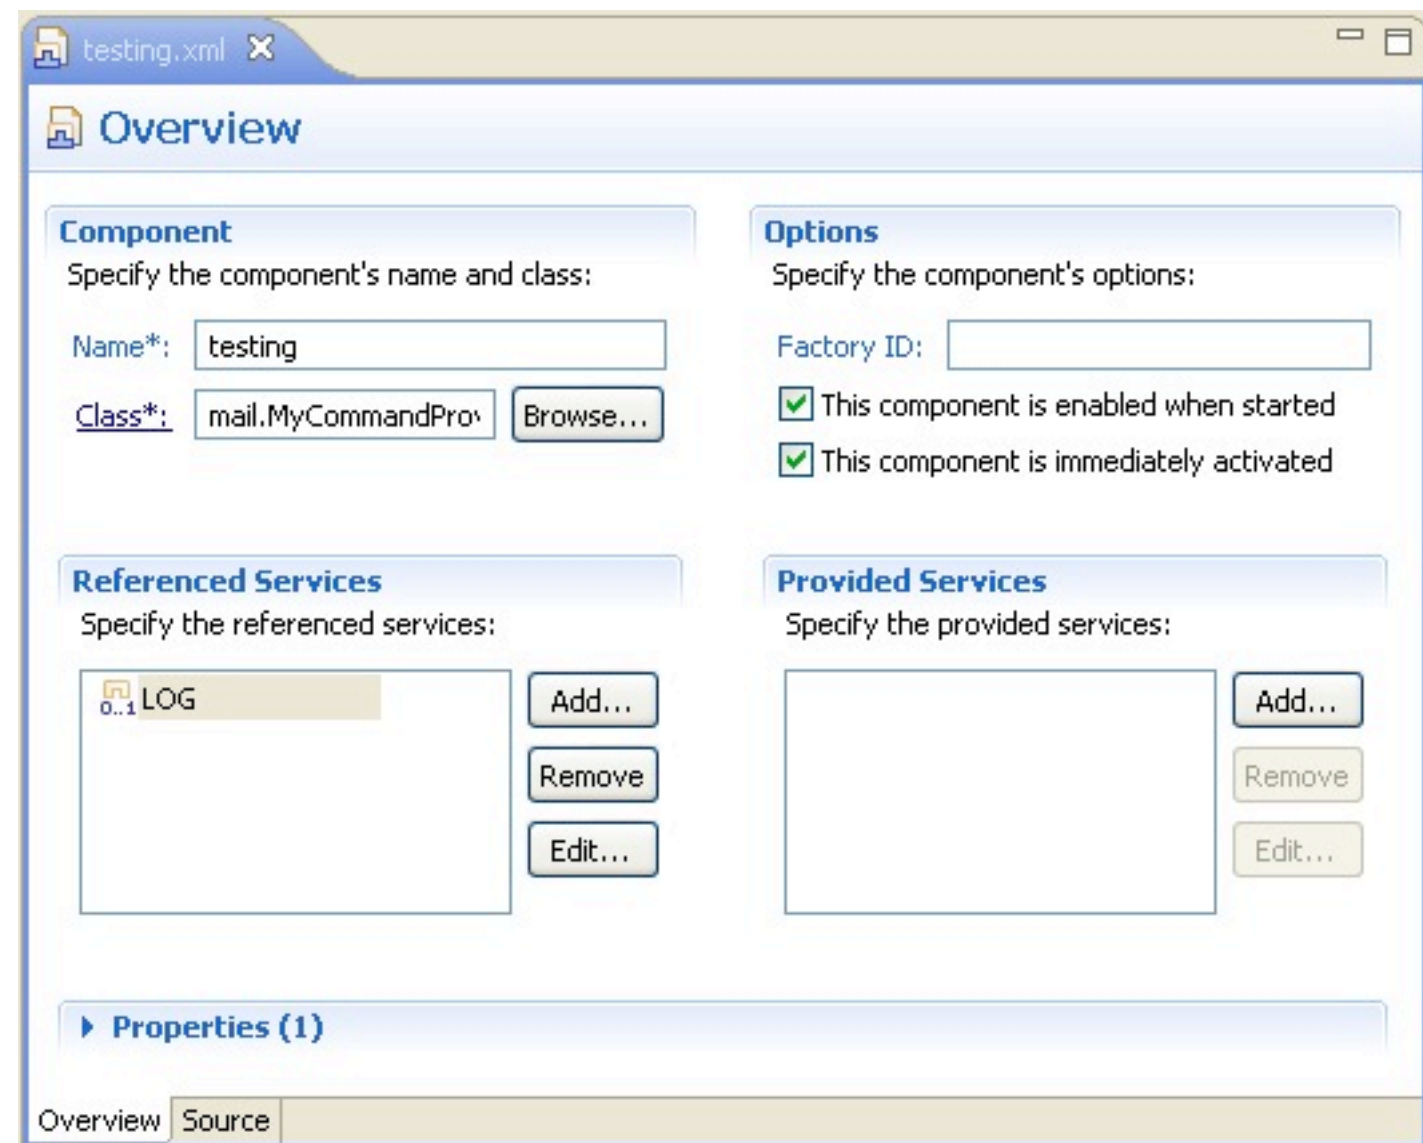 testing.xml
Overview
Component
Specify the component's name and class:
Name*: testing
Class*: mail.MyCommandProv Browse...
Options
Specify the component's options:
Factory ID:
This component is enabled when started
This component is immediately activated
Referenced Services
Specify the referenced services:
0..1 LOG
Add...
Remove
Edit...
Provided Services
Specify the provided services:
Add...
Remove
Edit...
Properties (1)
Overview Source